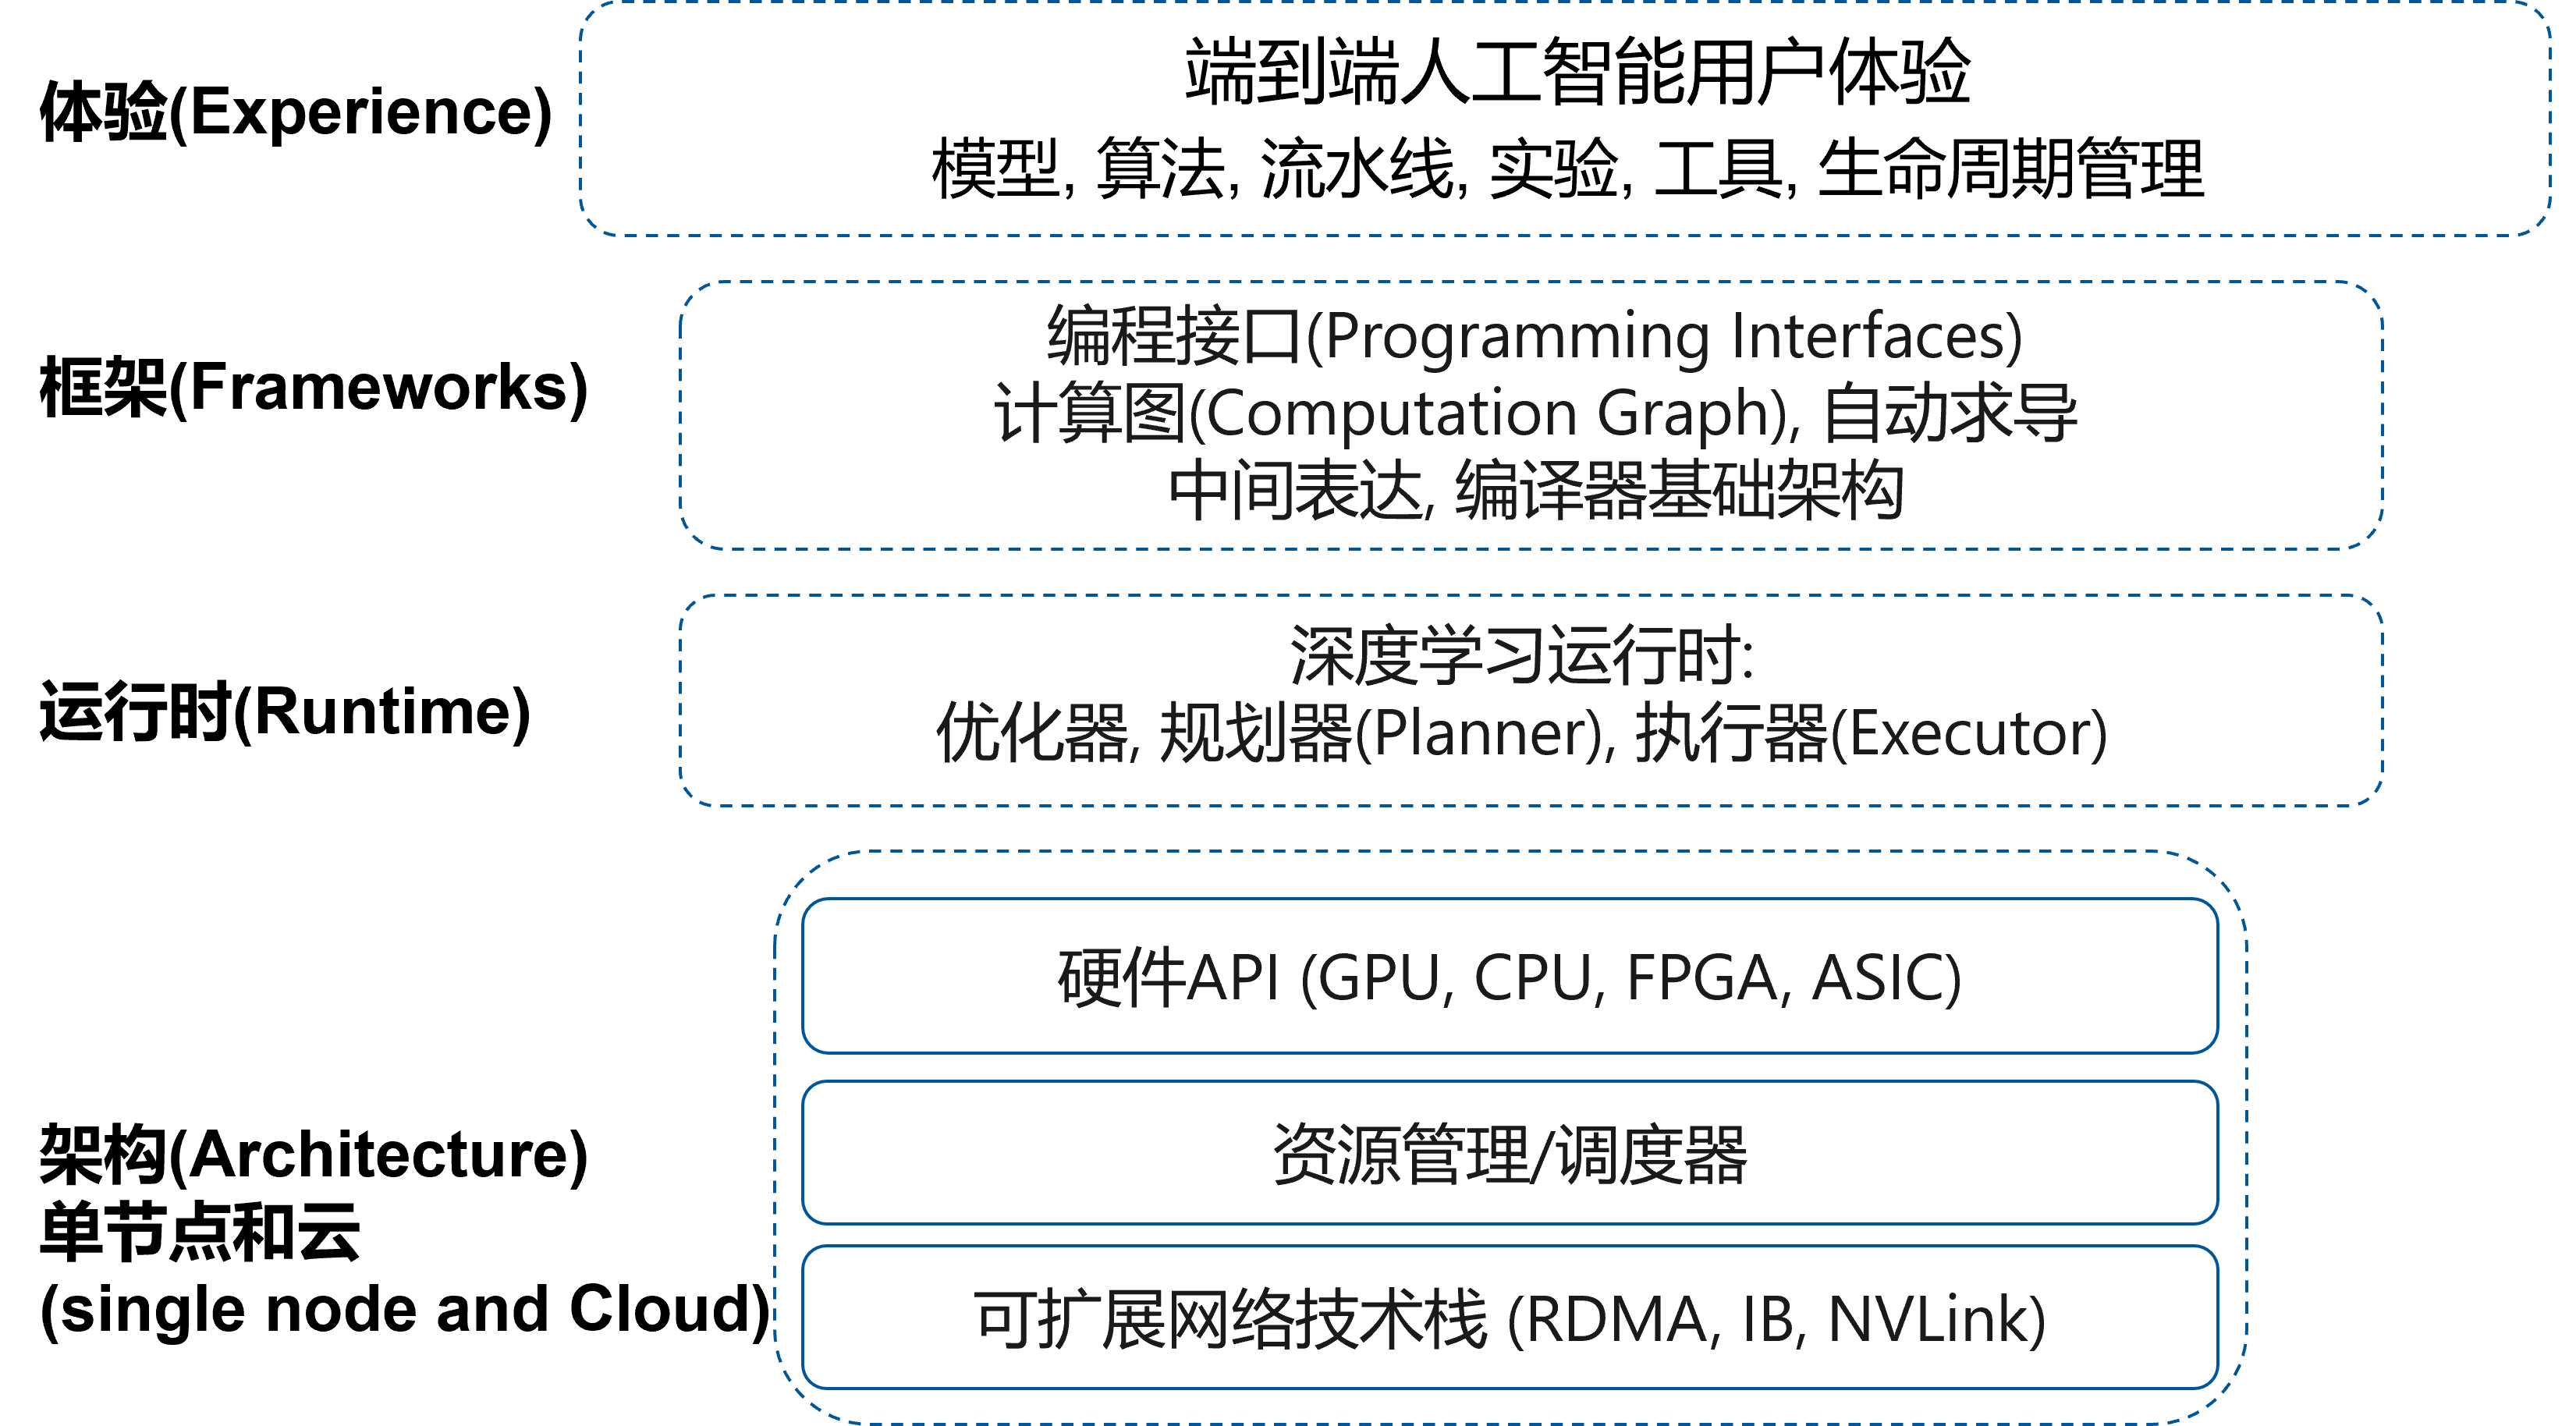 体验(Experience)
端到端人工智能用户体验
模型, 算法, 流水线, 实验, 工具, 生命周期管理
框架(Frameworks)
编程接口(Programming Interfaces)
计算图(Computation Graph), 自动求导
中间表达, 编译器基础架构
运行时(Runtime)
深度学习运行时:
优化器, 规划器(Planner), 执行器(Executor)
架构(Architecture)
单节点和云
(single node and Cloud)
硬件API (GPU, CPU, FPGA, ASIC)
资源管理/调度器
可扩展网络技术栈 (RDMA, IB, NVLink)